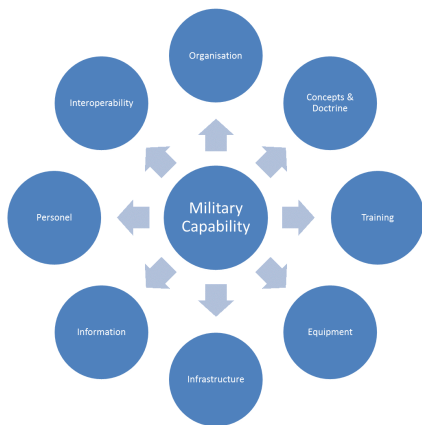 Organisation
Interoperability
Concepts &
Doctrine
Personel
Military
Capability
Training
Information
Equipment
Infrastructure